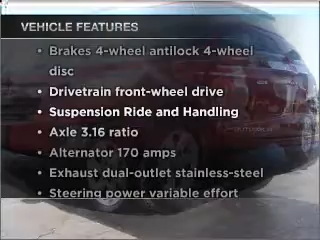 VEHICLE FEATURES
• Brakes 4-wheel antilock 4-wheel
disc
• Drivetrain front-wheel drive
• Suspension Ride and Handling
• Axle 3.16 ratio
• Alternator 170 amps
• Exhaust dual-outlet stainless-steel
• Steering power variable effort